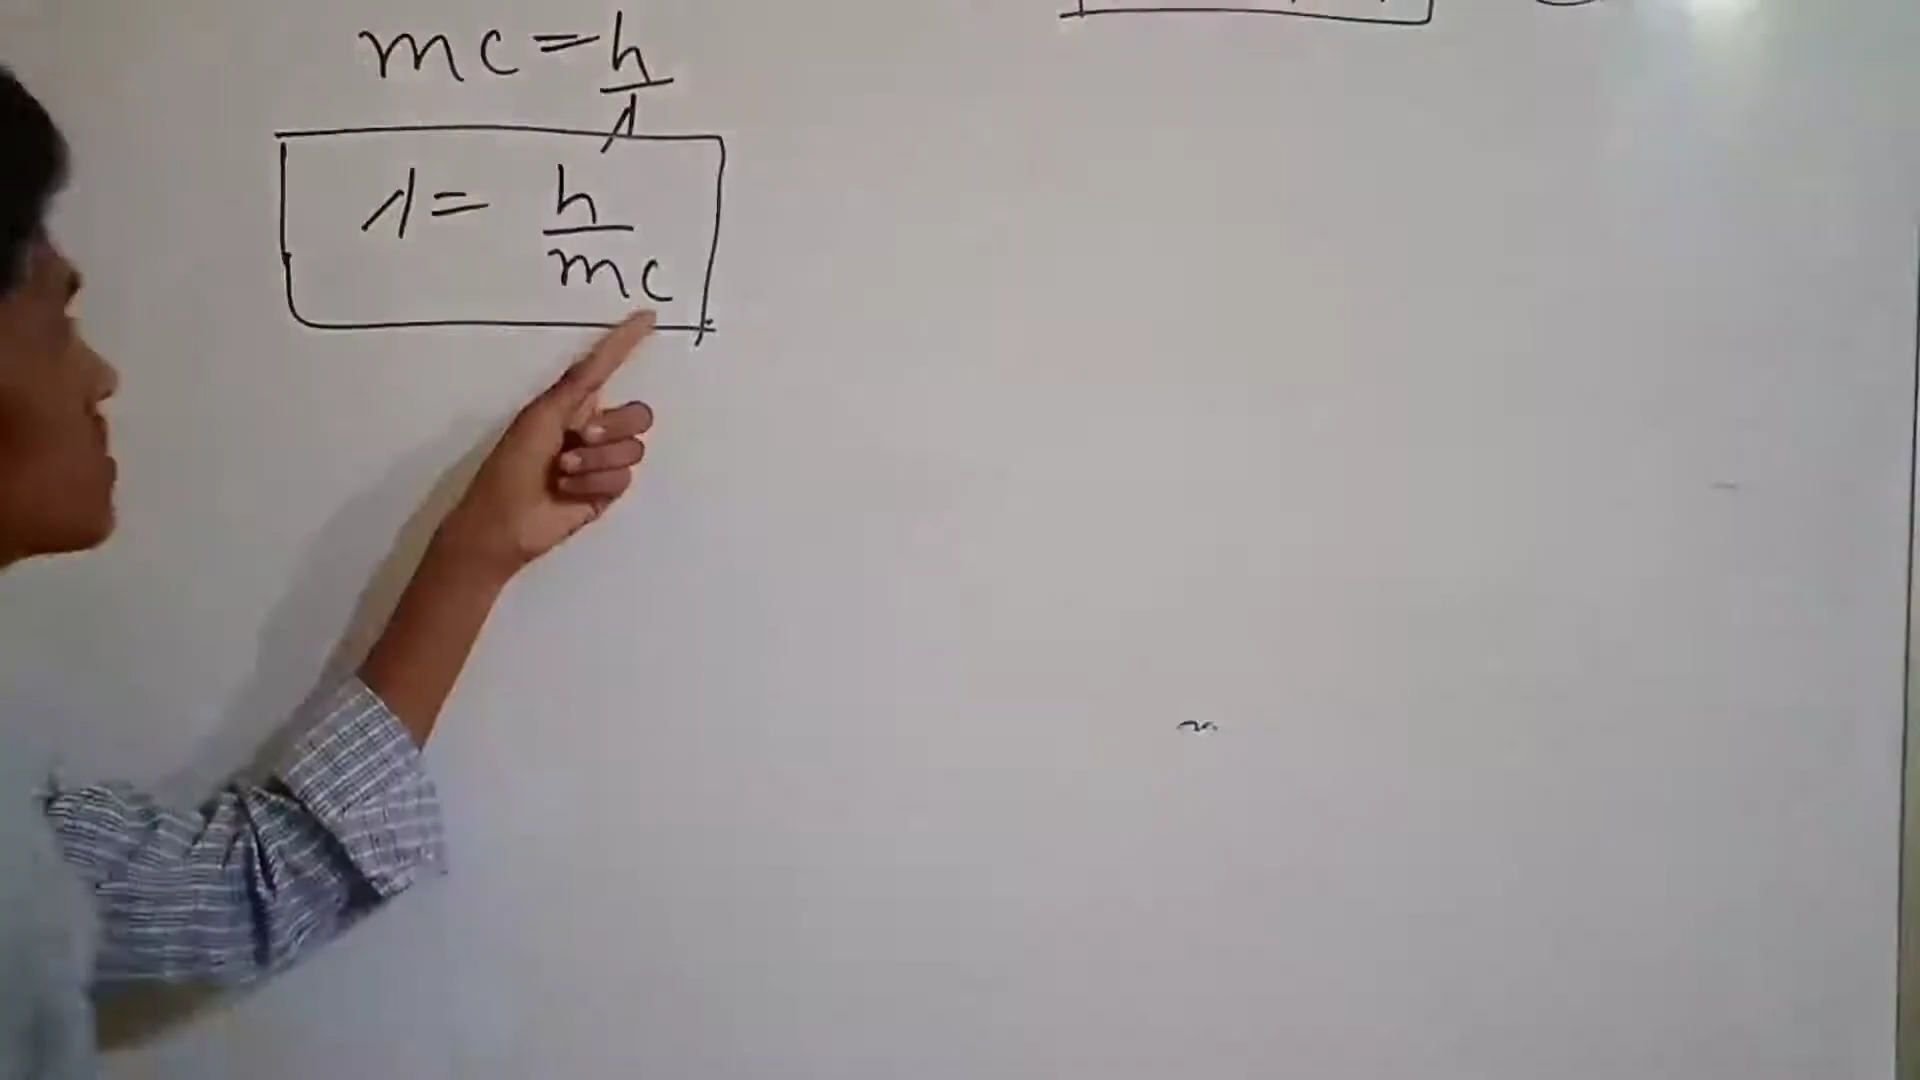 mc = h/λ
λ = h/mc